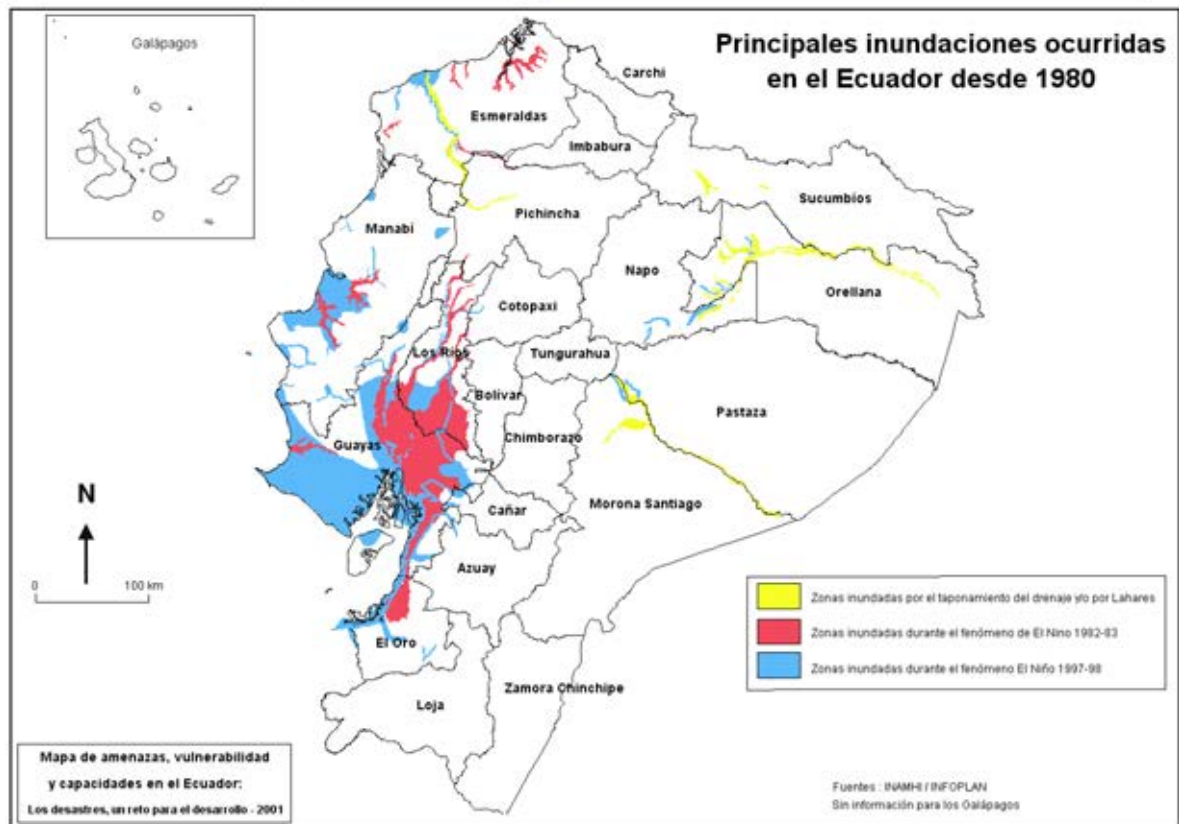 Principales inundaciones ocurridas
en el Ecuador desde 1980
Galápagos
Carchi
Esmeraldas
Imbabura
Sucumbíos
Pichincha
Manabí
Napo
Orellana
Cotopaxi
Los Ríos
Tungurahua
Bolívar
Pastaza
Chimborazo
Guayas
N
Morona Santiago
Cañar
0 100 km
Azuay
Zonas inundadas por el taponamiento del drenaje y/o por Lahares
Zonas inundadas durante el fenómeno de El Nino 1982-83
Zonas inundadas durante el fenómeno El Niño 1997-98
El Oro
Zamora Chinchipe
Loja
Mapa de amenazas, vulnerabilidad
y capacidades en el Ecuador:
Los desastres, un reto para el desarrollo - 2001
Fuentes : INAMHI / INFOPLAN
Sin información para los Galápagos